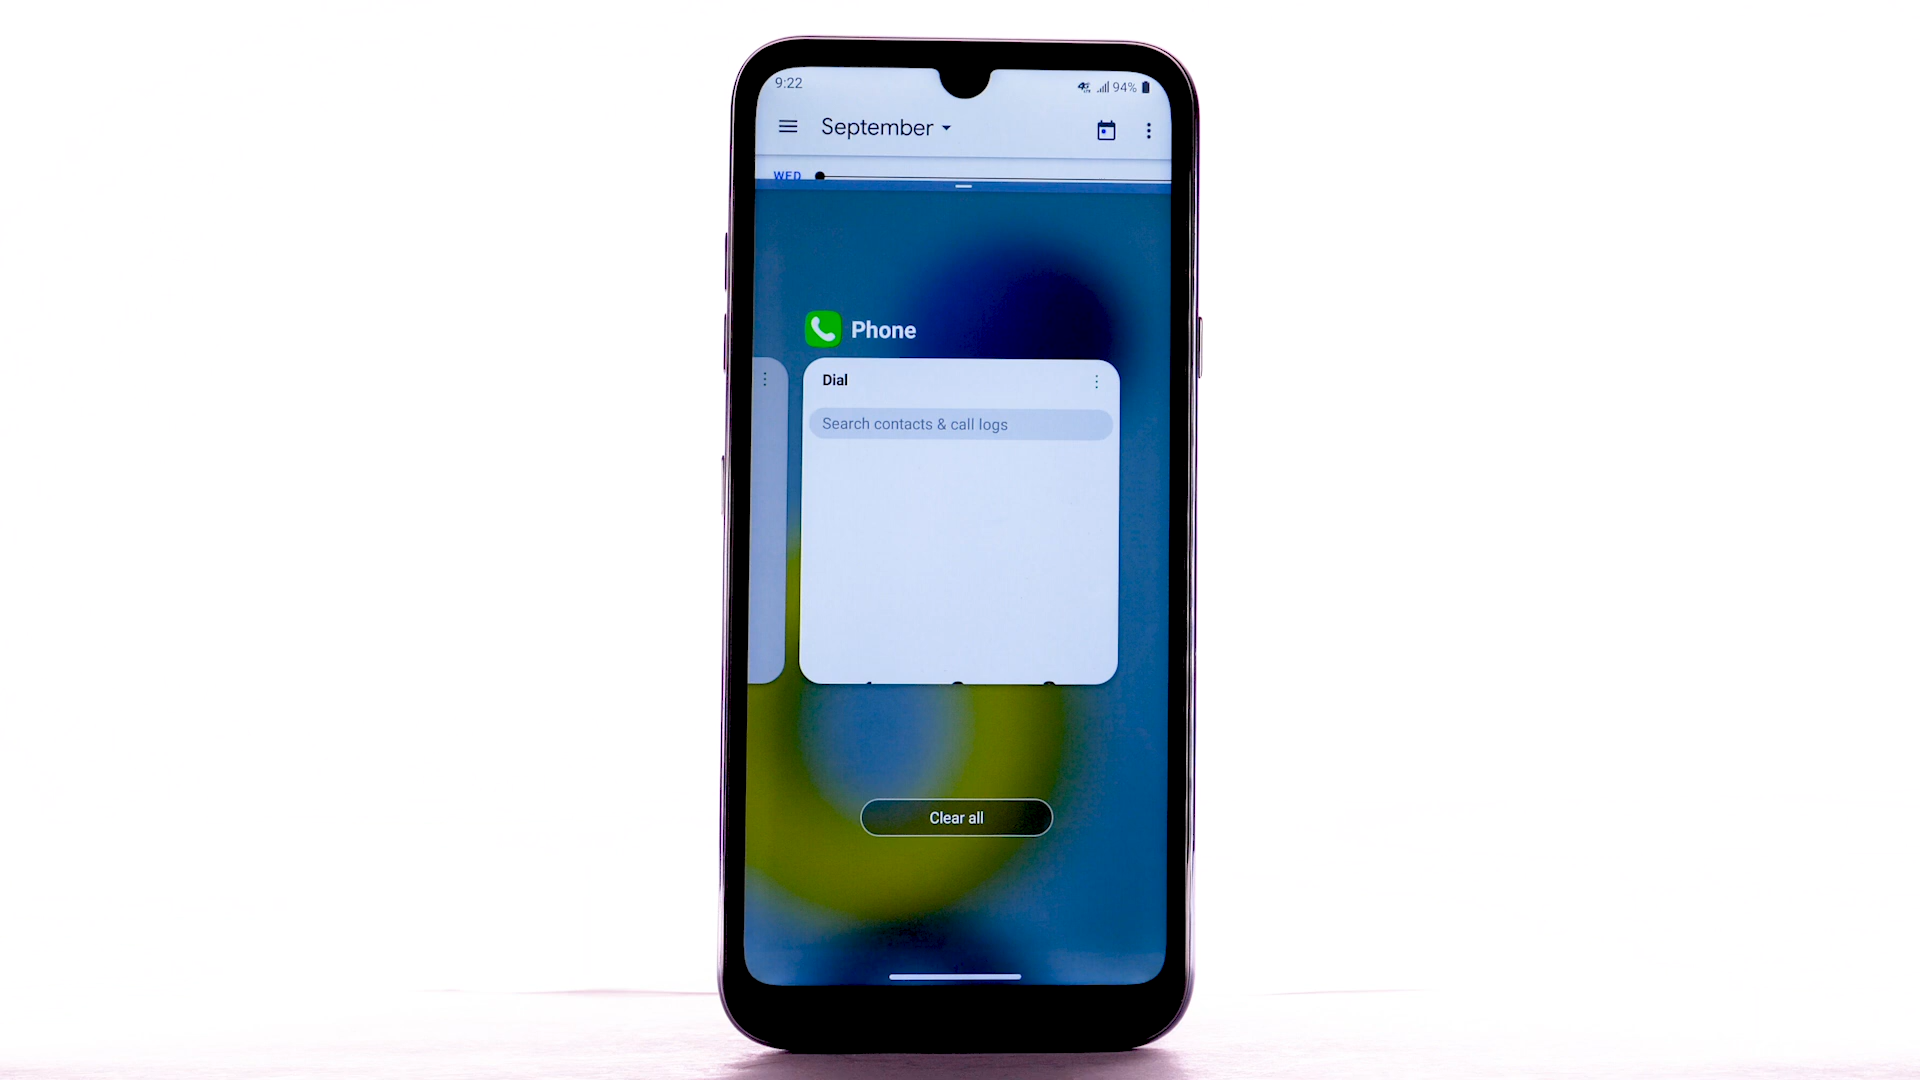 9:22
94%
September
WED
Phone
Dial
Search contacts & call logs
Clear all